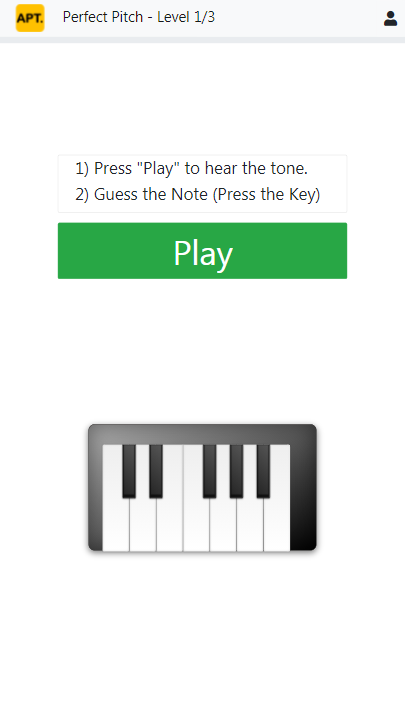 APT.
Perfect Pitch - Level 1/3
1) Press "Play" to hear the tone.
2) Guess the Note (Press the Key)
Play